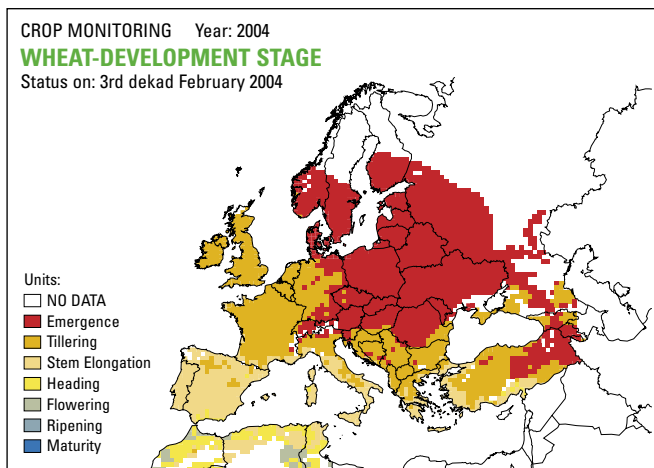 CROP MONITORING Year: 2004
WHEAT-DEVELOPMENT STAGE
Status on: 3rd dekad February 2004
Units:
NO DATA
Emergence
Tillering
Stem Elongation
Heading
Flowering
Ripening
Maturity